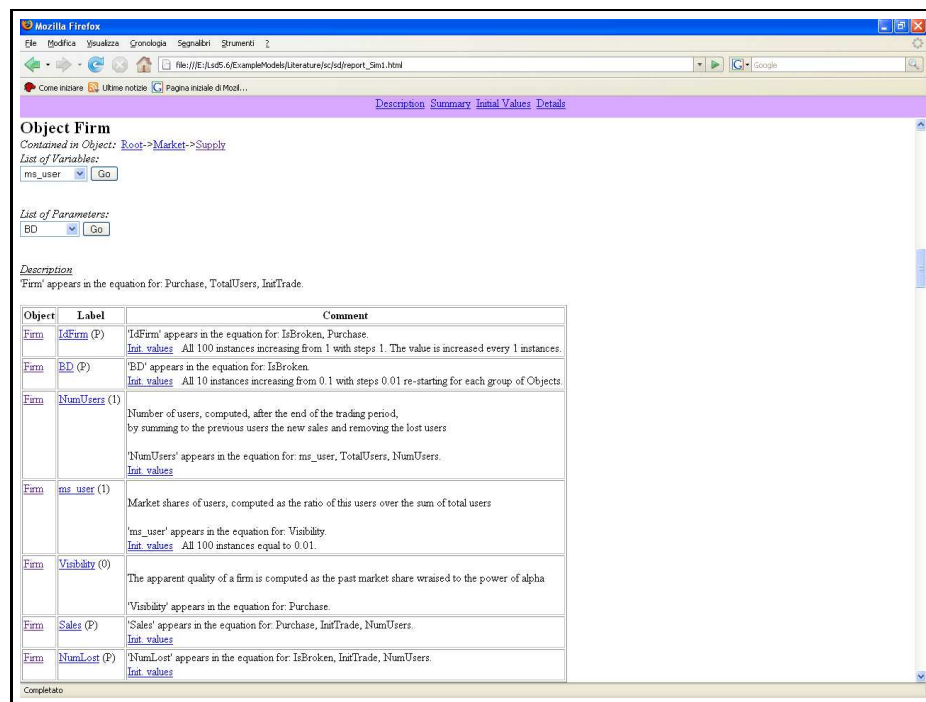 Mozilla Firefox
File Modifica Visualizza Cronologia Segnalibri Strumenti ?
file:///E:/Lsd5.6/ExampleModels/Literature/sc/sd/report_Sim1.html
Google
Come iniziare Ultime notizie Pagina iniziale di Mozil...
Description Summary Initial Values Details
Object Firm
Contained in Object: Root->Market->Supply
List of Variables:
ms_user Go
List of Parameters:
BD Go
Description
'Firm' appears in the equation for: Purchase, TotalUsers, InitTrade.
Object Label Comment
Firm IdFirm (P) 'IdFirm' appears in the equation for: IsBroken, Purchase.
Init. values All 100 instances increasing from 1 with steps 1. The value is increased every 1 instances.
Firm BD (P) 'BD' appears in the equation for: IsBroken.
Init. values All 10 instances increasing from 0.1 with steps 0.01 re-starting for each group of Objects.
Firm NumUsers (1)
Number of users, computed, after the end of the trading period,
by summing to the previous users the new sales and removing the lost users
'NumUsers' appears in the equation for: ms_user, TotalUsers, NumUsers.
Init. values
Firm ms_user (1)
Market shares of users, computed as the ratio of this users over the sum of total users
'ms_user' appears in the equation for: Visibility.
Init. values All 100 instances equal to 0.01.
Firm Visibility (0)
The apparent quality of a firm is computed as the past market share wraised to the power of alpha
'Visibility' appears in the equation for: Purchase.
Firm Sales (P) 'Sales' appears in the equation for: Purchase, InitTrade, NumUsers.
Init. values
Firm NumLost (P) 'NumLost' appears in the equation for: IsBroken, InitTrade, NumUsers.
Init. values
Completato